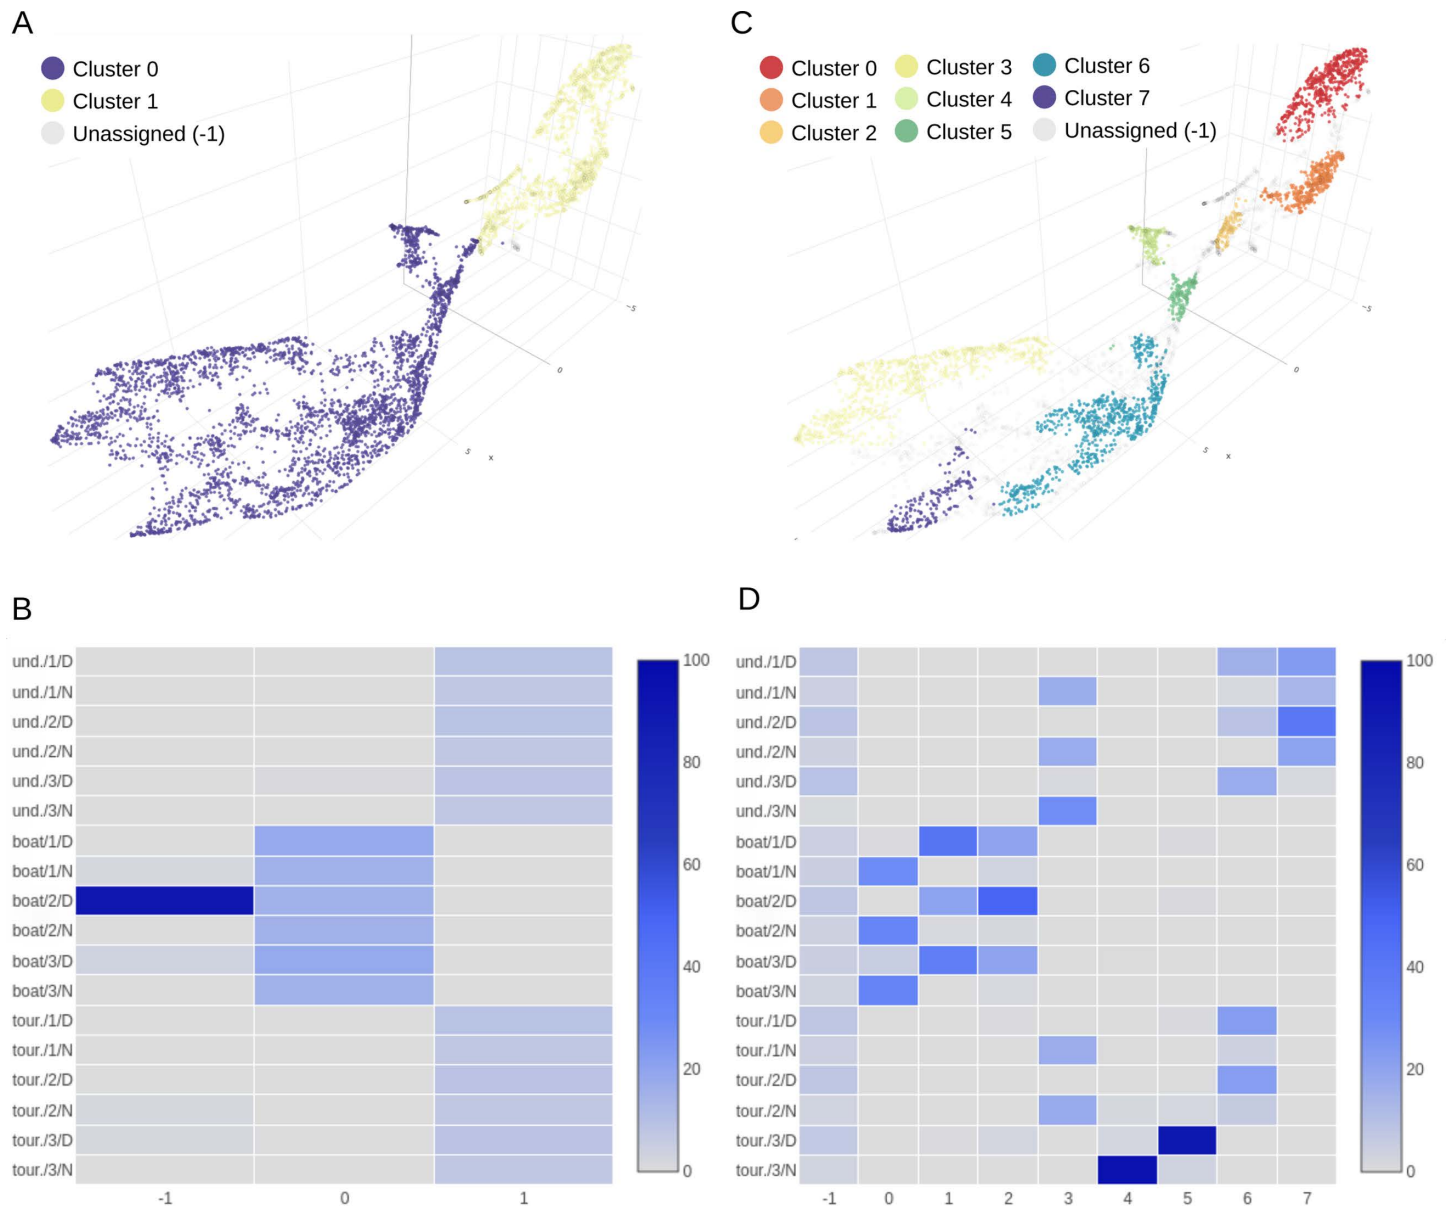 A
Cluster 0
Cluster 1
Unassigned (-1)
-5
0
5
x
C
Cluster 0
Cluster 1
Cluster 2
Cluster 3
Cluster 4
Cluster 5
Cluster 6
Cluster 7
Unassigned (-1)
-5
0
5
x
B
und./1/D
und./1/N
und./2/D
und./2/N
und./3/D
und./3/N
boat/1/D
boat/1/N
boat/2/D
boat/2/N
boat/3/D
boat/3/N
tour./1/D
tour./1/N
tour./2/D
tour./2/N
tour./3/D
tour./3/N
-1 0 1
100
80
60
40
20
0
D
und./1/D
und./1/N
und./2/D
und./2/N
und./3/D
und./3/N
boat/1/D
boat/1/N
boat/2/D
boat/2/N
boat/3/D
boat/3/N
tour./1/D
tour./1/N
tour./2/D
tour./2/N
tour./3/D
tour./3/N
-1 0 1 2 3 4 5 6 7
100
80
60
40
20
0